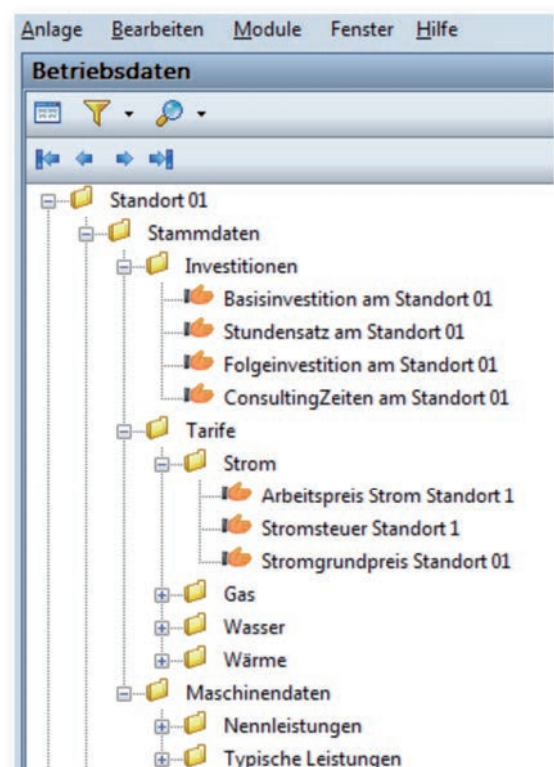 Anlage Bearbeiten Module Fenster Hilfe
Betriebsdaten
Standort 01
Stammdaten
Investitionen
Basisinvestition am Standort 01
Stundensatz am Standort 01
Folgeinvestition am Standort 01
ConsultingZeiten am Standort 01
Tarife
Strom
Arbeitspreis Strom Standort 1
Stromsteuer Standort 1
Stromgrundpreis Standort 01
Gas
Wasser
Wärme
Maschinendaten
Nennleistungen
Typische Leistungen